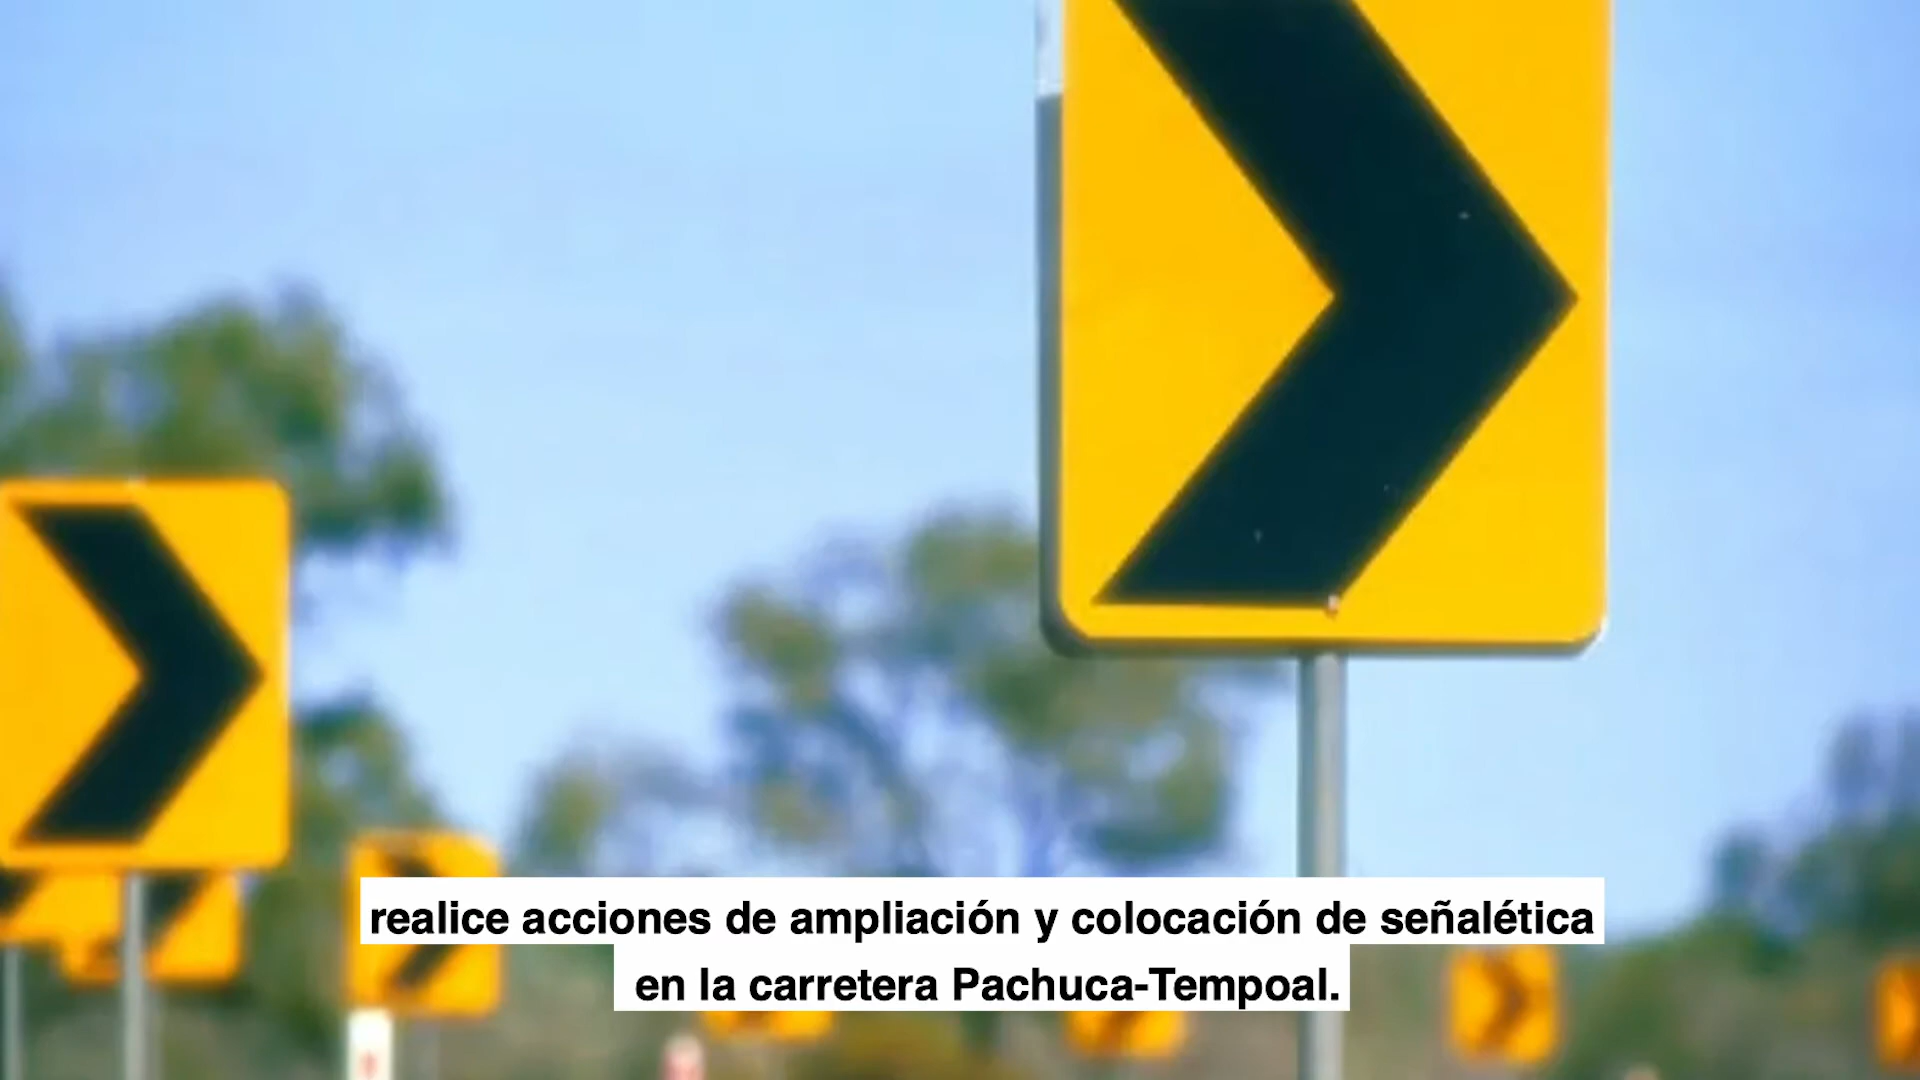 realice acciones de ampliación y colocación de señalética
en la carretera Pachuca-Tempoal.